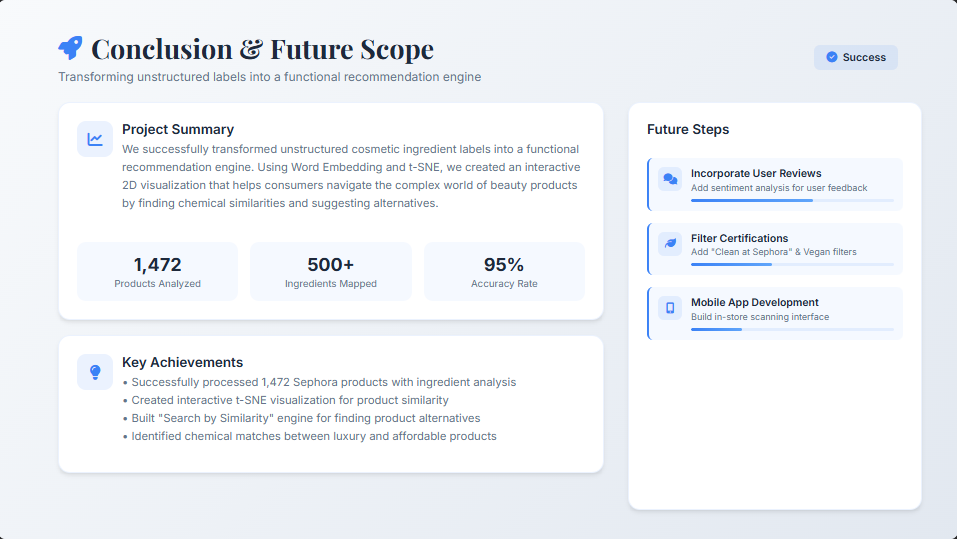 Conclusion & Future Scope
Transforming unstructured labels into a functional recommendation engine
Success
Project Summary
We successfully transformed unstructured cosmetic ingredient labels into a functional
recommendation engine. Using Word Embedding and t-SNE, we created an interactive
2D visualization that helps consumers navigate the complex world of beauty products
by finding chemical similarities and suggesting alternatives.
1,472
Products Analyzed
500+
Ingredients Mapped
95%
Accuracy Rate
Key Achievements
• Successfully processed 1,472 Sephora products with ingredient analysis
• Created interactive t-SNE visualization for product similarity
• Built "Search by Similarity" engine for finding product alternatives
• Identified chemical matches between luxury and affordable products
Future Steps
Incorporate User Reviews
Add sentiment analysis for user feedback
Filter Certifications
Add "Clean at Sephora" & Vegan filters
Mobile App Development
Build in-store scanning interface